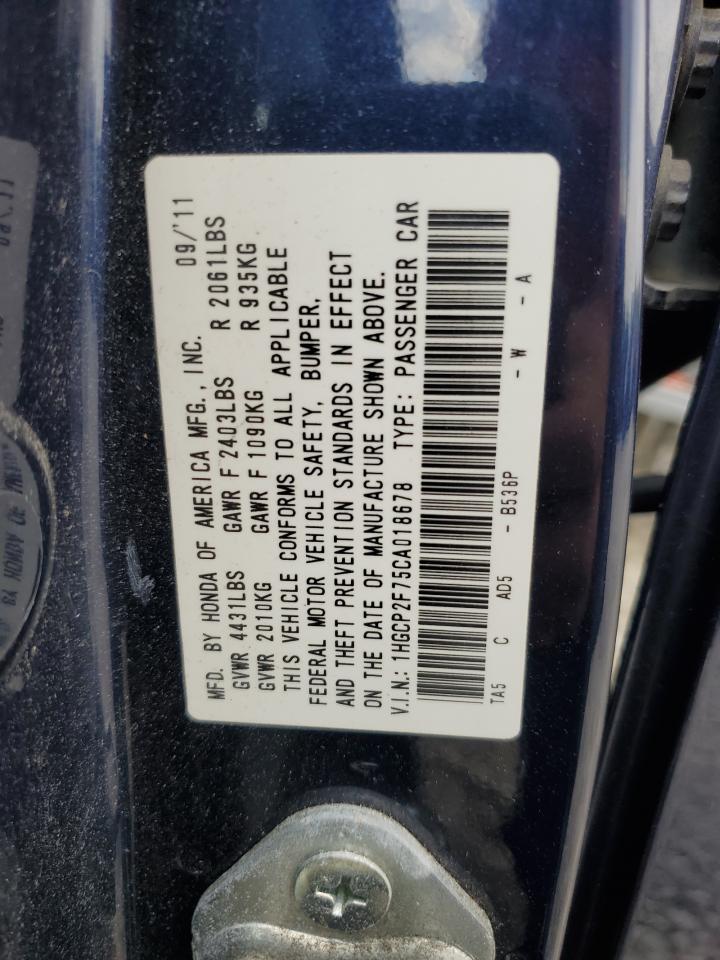 MFD. BY HONDA OF AMERICA MFG., INC. 09/'11
GVWR 4431LBS GAWR F 2403LBS R 2061LBS
GVWR 2010KG GAWR F 1090KG R 935KG
THIS VEHICLE CONFORMS TO ALL APPLICABLE
FEDERAL MOTOR VEHICLE SAFETY, BUMPER,
AND THEFT PREVENTION STANDARDS IN EFFECT
ON THE DATE OF MANUFACTURE SHOWN ABOVE.
V.I.N.: 1HGCP2F75CA018678 TYPE: PASSENGER CAR
TA5 C AD5 - B536P - W - A